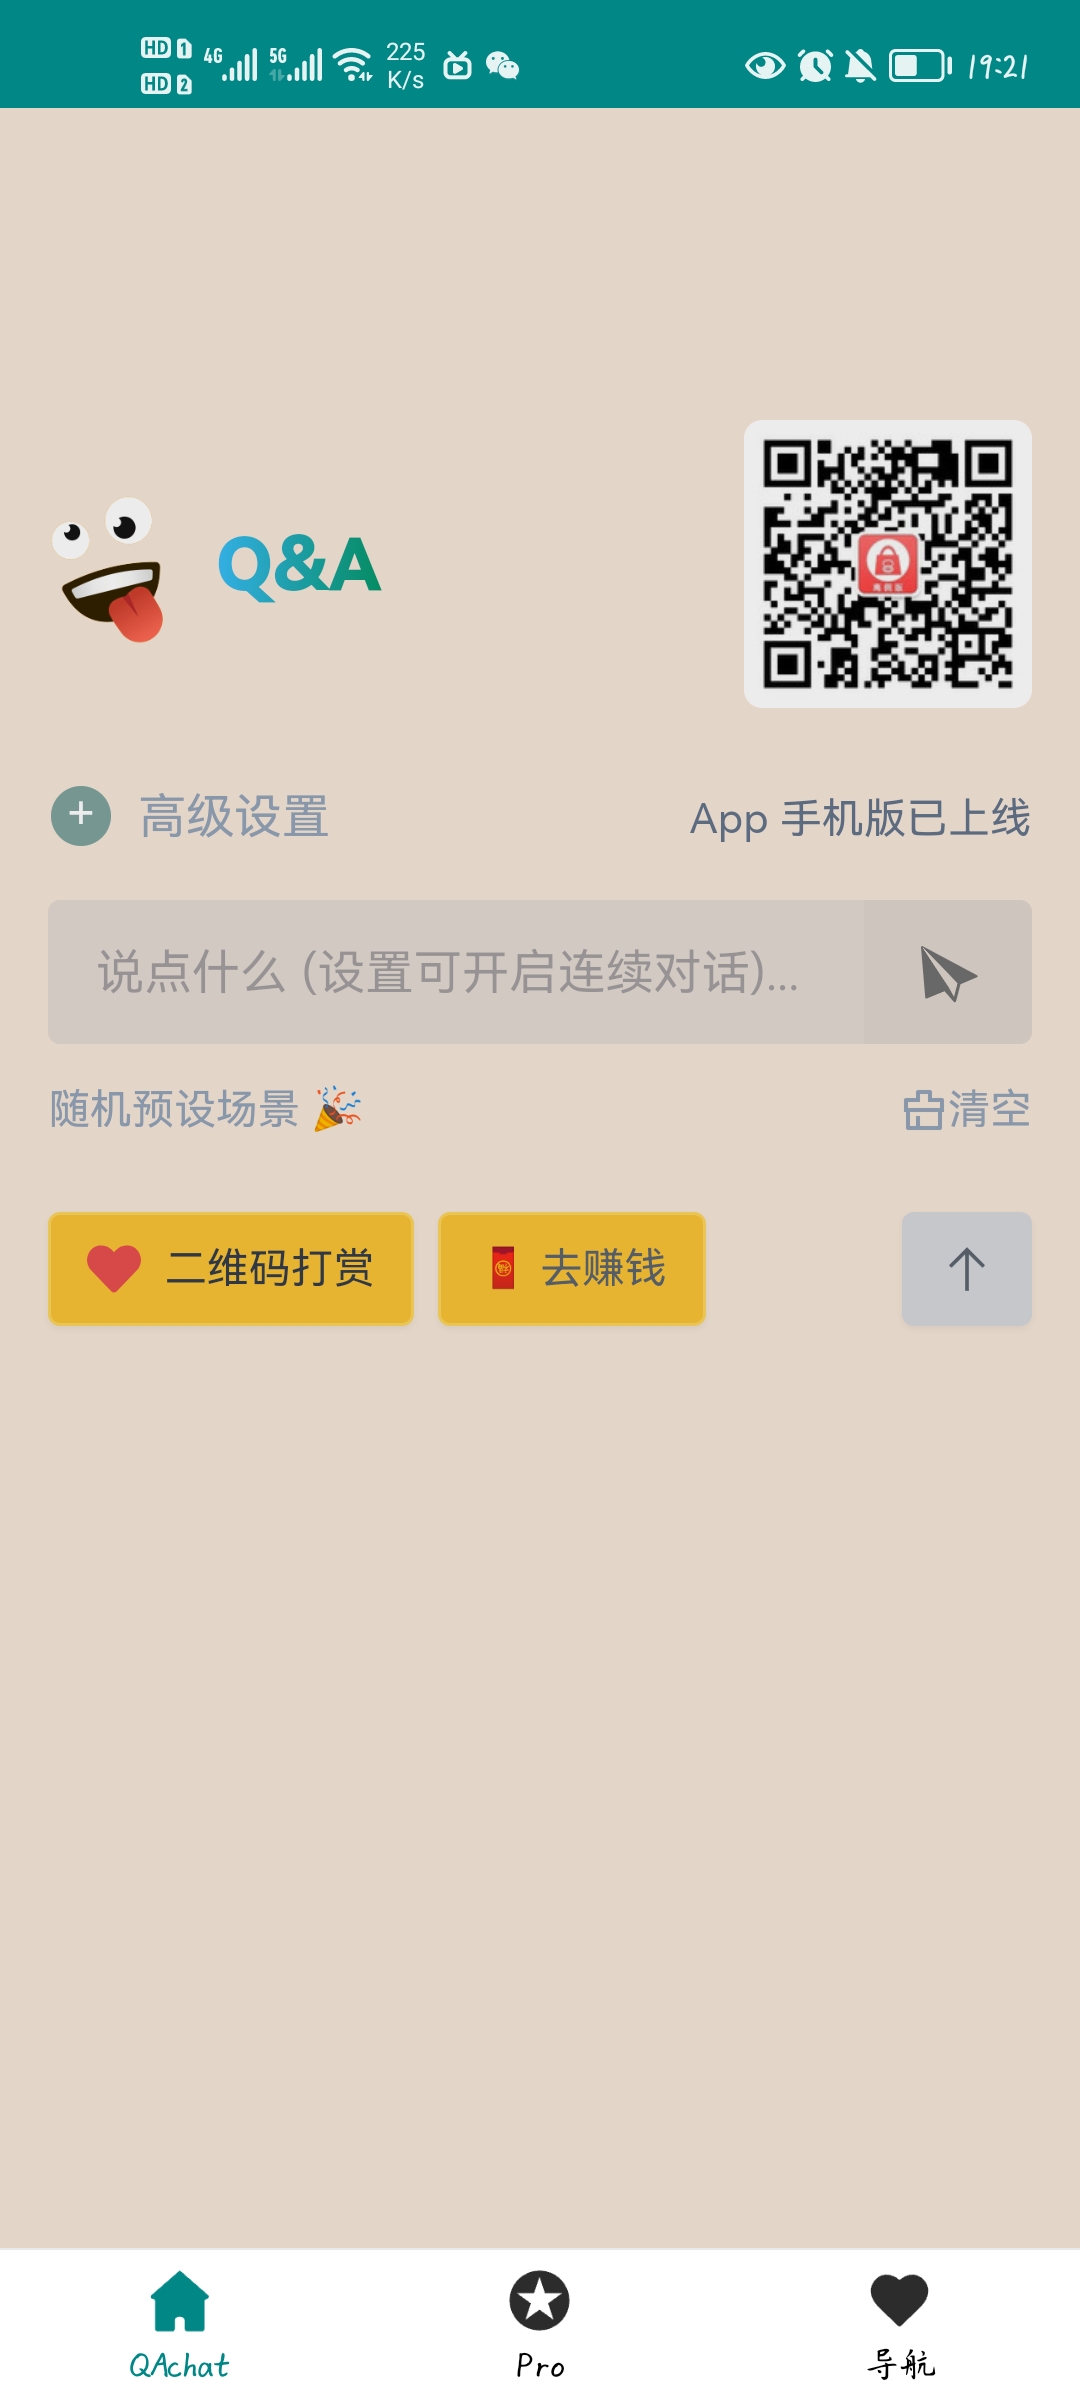 HD 1
HD 2
4G
5G
225
K/s
19:21
Q&A
高级设置
App 手机版已上线
说点什么 (设置可开启连续对话)...
随机预设场景
清空
二维码打赏
去赚钱
QAchat
Pro
导航